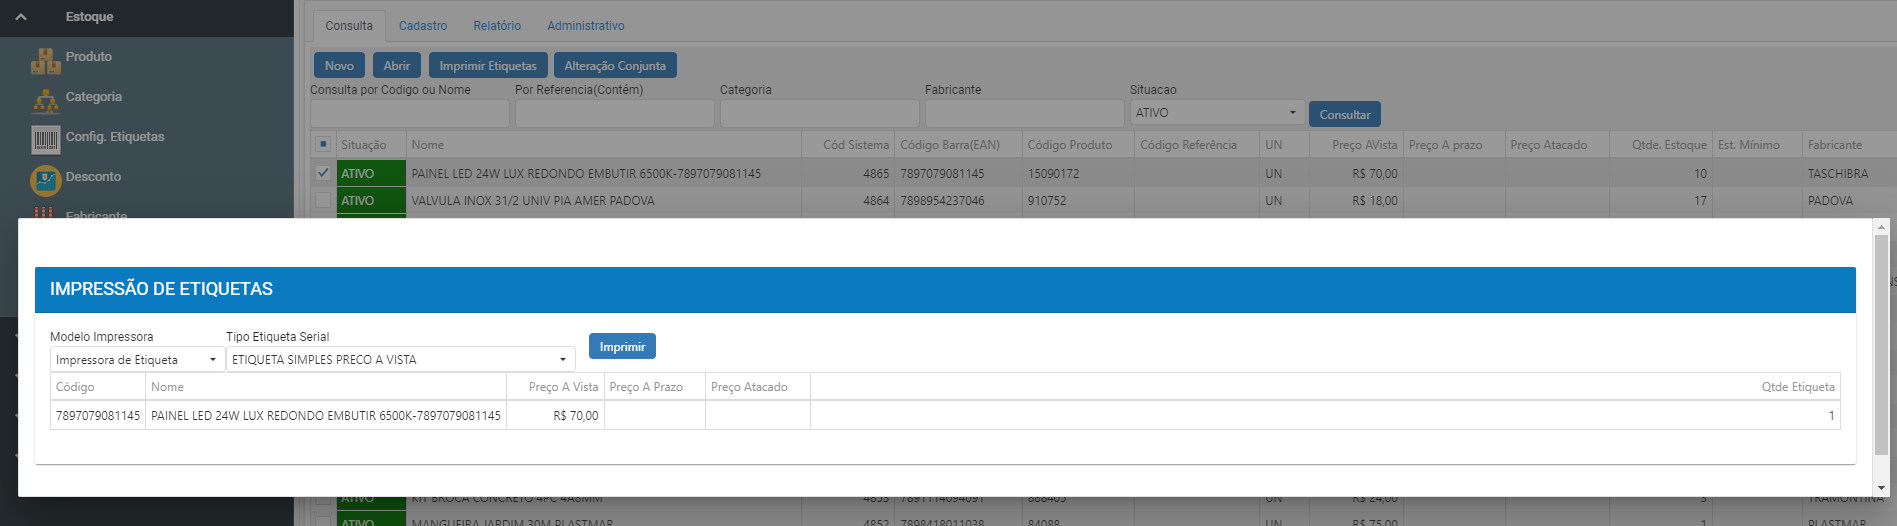 Estoque
Produto
Categoria
Config. Etiquetas
Desconto
Fabricante
Consulta Cadastro Relatório Administrativo
Novo Abrir Imprimir Etiquetas Alteração Conjunta
Consulta por Codigo ou Nome Por Referencia(Contém) Categoria Fabricante Situacao
ATIVO Consultar
Situação Nome Cód Sistema Código Barra(EAN) Código Produto Código Referência UN Preço AVista Preço A prazo Preço Atacado Qtde. Estoque Est. Mínimo Fabricante
ATIVO PAINEL LED 24W LUX REDONDO EMBUTIR 6500K-7897079081145 4865 7897079081145 15090172 UN R$ 70,00 10 TASCHIBRA
ATIVO VALVULA INOX 31/2 UNIV PIA AMER PADOVA 4864 7898954237046 910752 UN R$ 18,00 17 PADOVA
IMPRESSÃO DE ETIQUETAS
Modelo Impressora Tipo Etiqueta Serial
Impressora de Etiqueta ETIQUETA SIMPLES PRECO A VISTA Imprimir
Código Nome Preço A Vista Preço A Prazo Preço Atacado Qtde Etiqueta
7897079081145 PAINEL LED 24W LUX REDONDO EMBUTIR 6500K-7897079081145 R$ 70,00 1
ATIVO KIT BROCA CONCRETO 4PC 4A8MM 4853 7891114094091 888405 UN R$ 24,00 3 TRAMONTINA
ATIVO MANGUEIRA JARDIM 30M PLASTMAR 4852 7898418011038 84088 UN R$ 75,00 1 PLASTMAR